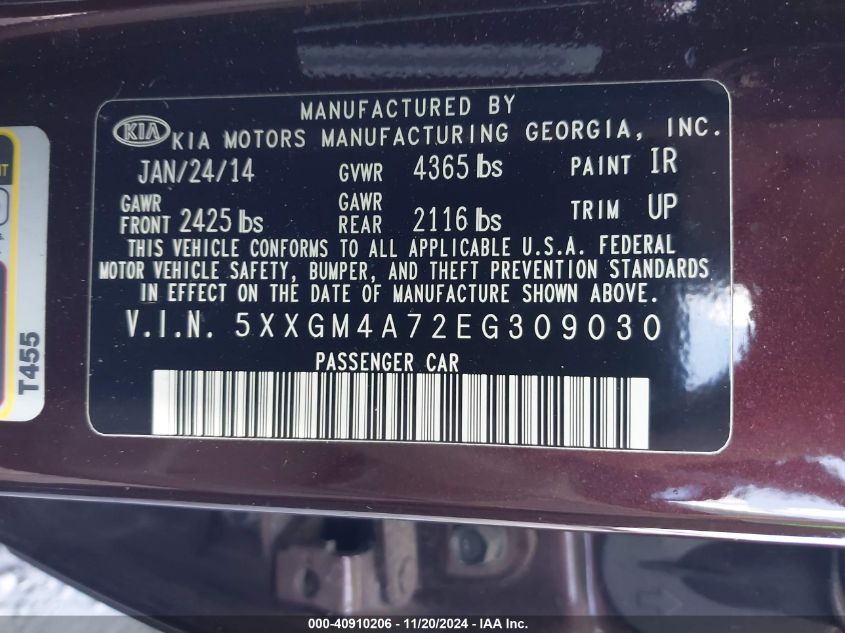 MANUFACTURED BY
KIA KIA MOTORS MANUFACTURING GEORGIA, INC.
JAN/24/14 GVWR 4365 lbs PAINT IR
GAWR FRONT 2425 lbs GAWR REAR 2116 lbs TRIM UP
THIS VEHICLE CONFORMS TO ALL APPLICABLE U.S.A. FEDERAL
MOTOR VEHICLE SAFETY, BUMPER, AND THEFT PREVENTION STANDARDS
IN EFFECT ON THE DATE OF MANUFACTURE SHOWN ABOVE.
V.I.N. 5XXGM4A72EG309030
PASSENGER CAR
T455
000-40910206 - 11/20/2024 - IAA Inc.